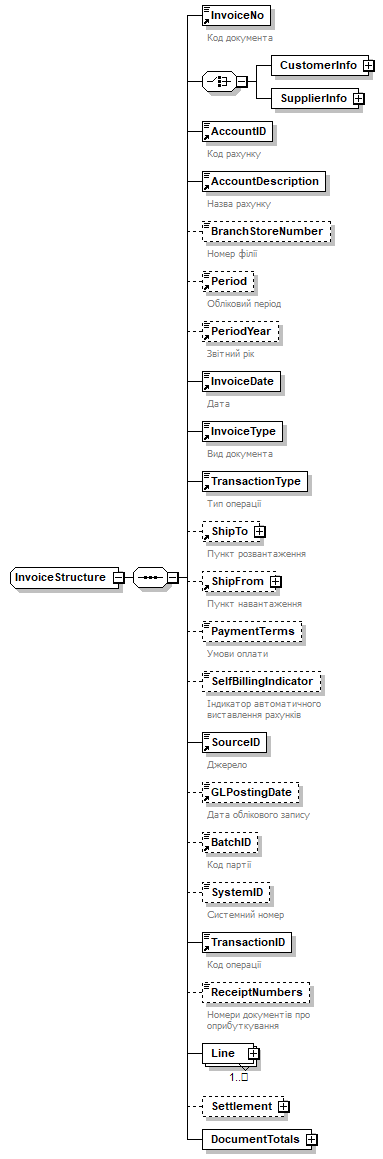 InvoiceNo
Код документа
CustomerInfo
SupplierInfo
AccountID
Код рахунку
AccountDescription
Назва рахунку
BranchStoreNumber
Номер філії
Period
Обліковий період
PeriodYear
Звітний рік
InvoiceDate
Дата
InvoiceType
Вид документа
TransactionType
Тип операції
ShipTo
Пункт розвантаження
InvoiceStructure
ShipFrom
Пункт навантаження
PaymentTerms
Умови оплати
SelfBillingIndicator
Індикатор автоматичного
виставлення рахунків
SourceID
Джерело
GLPostingDate
Дата облікового запису
BatchID
Код партії
SystemID
Системний номер
TransactionID
Код операції
ReceiptNumbers
Номери документів про
оприбуткування
Line
1..
Settlement
DocumentTotals